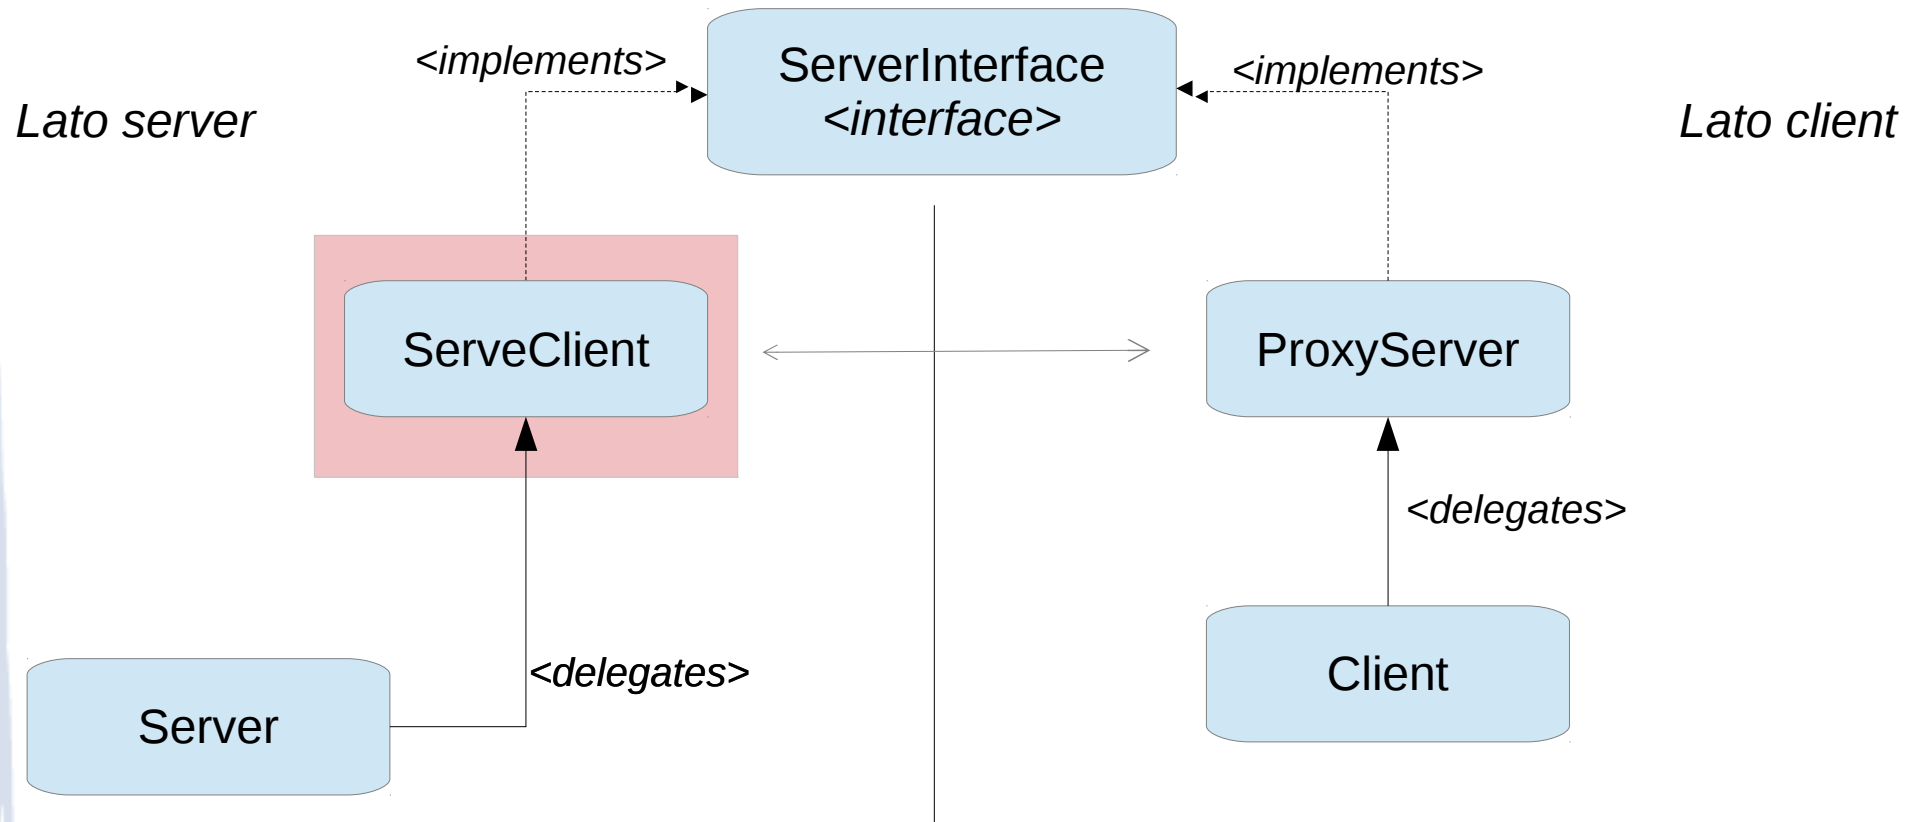 <implements>
ServerInterface
<interface>
<implements>
Lato server
Lato client
ServeClient
ProxyServer
<delegates>
<delegates>
Client
Server